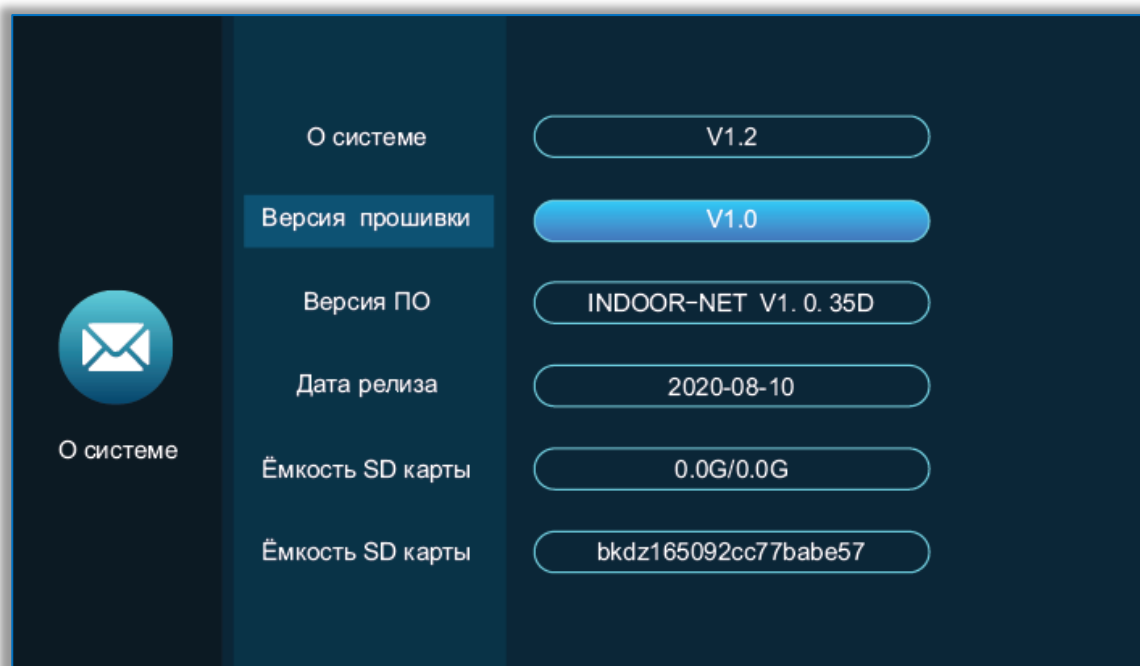 О системе
V1.2
Версия прошивки
V1.0
Версия ПО
INDOOR-NET V1. 0. 35D
Дата релиза
2020-08-10
О системе
Ёмкость SD карты
0.0G/0.0G
Ёмкость SD карты
bkdz165092cc77babe57